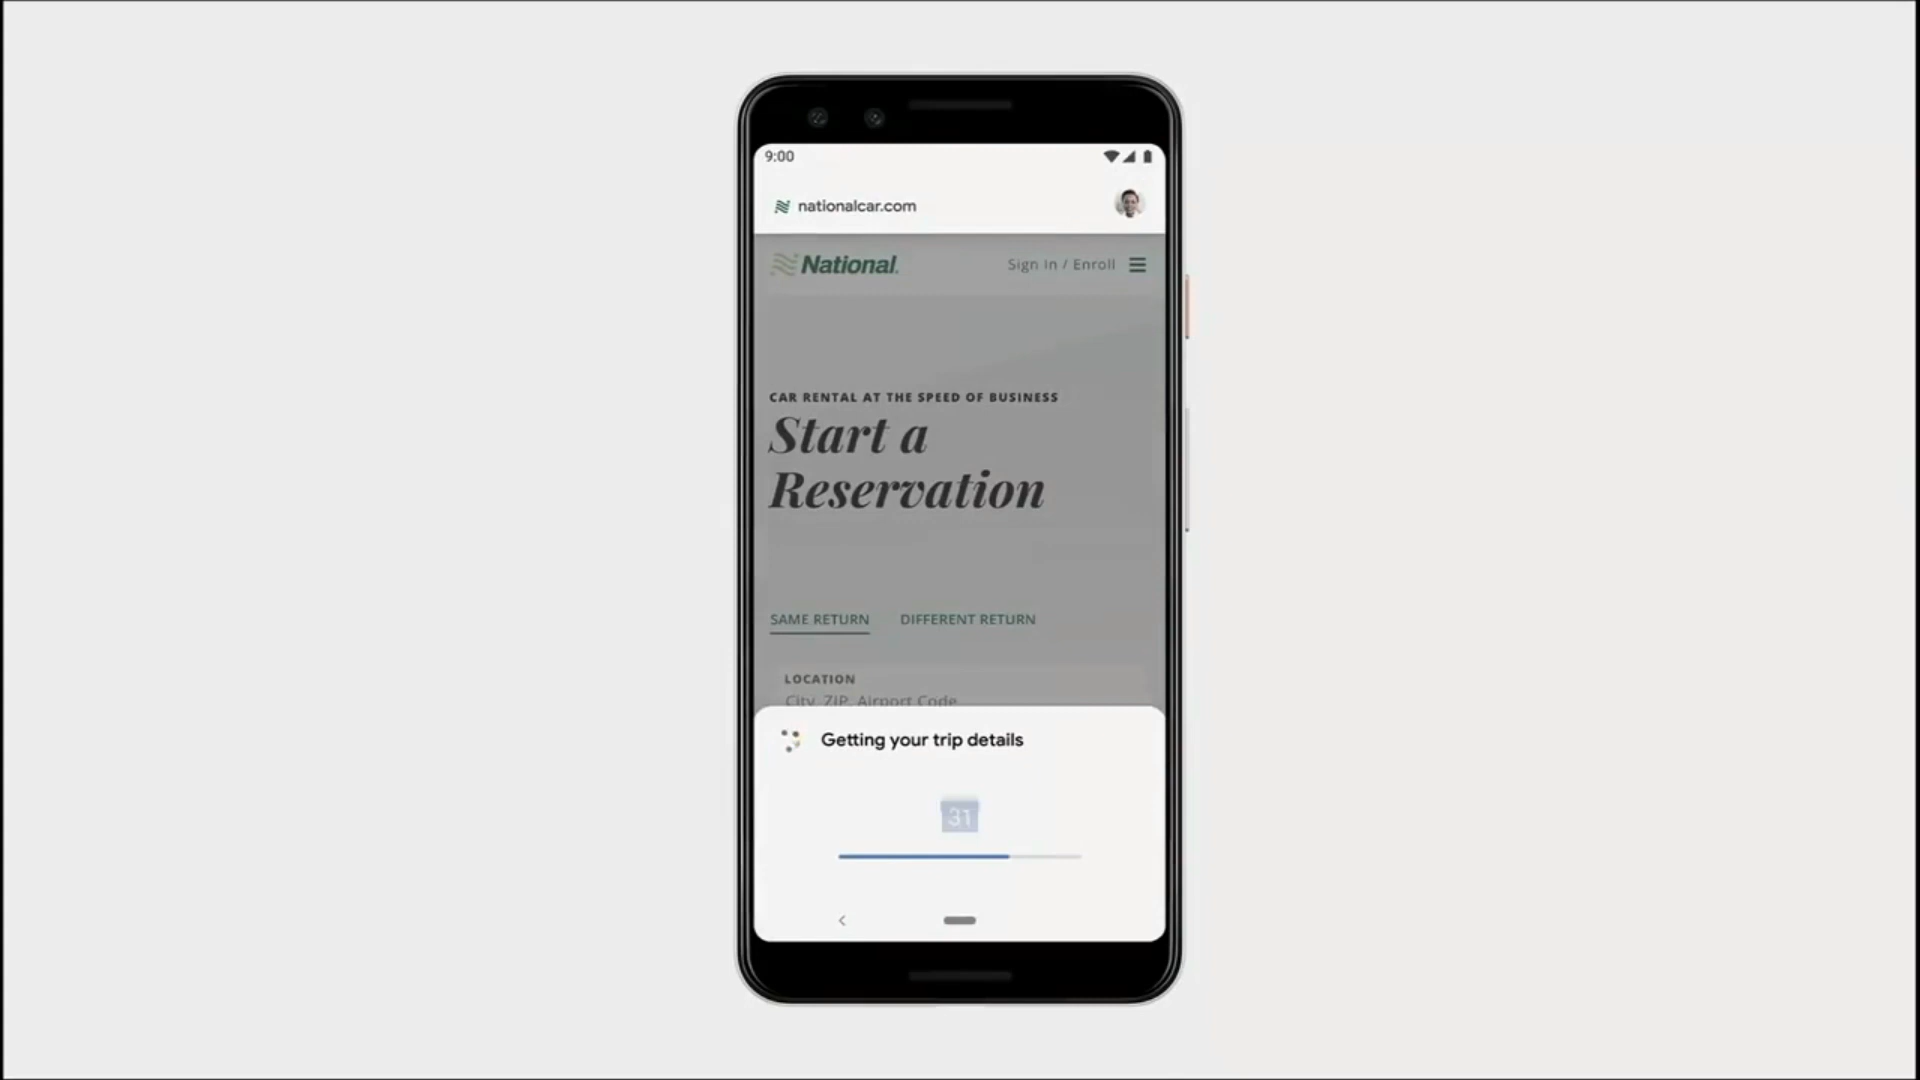 9:00
nationalcar.com
National.
Sign In / Enroll
CAR RENTAL AT THE SPEED OF BUSINESS
Start a
Reservation
SAME RETURN DIFFERENT RETURN
LOCATION
City, ZIP, Airport Code
Getting your trip details
31